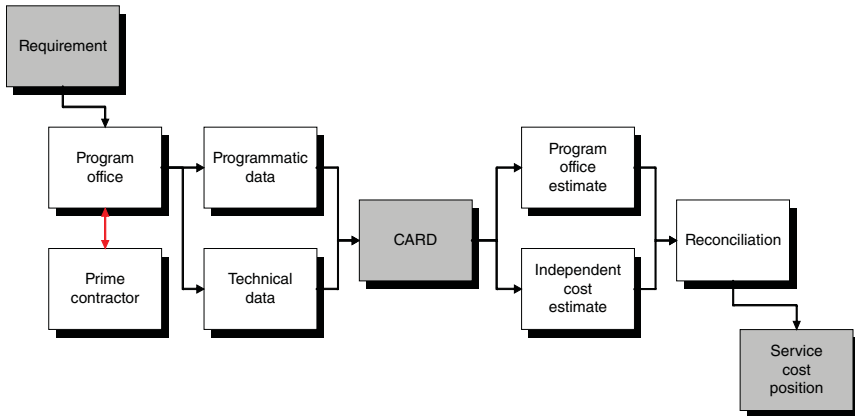 Requirement
Program
office
Programmatic
data
Program
office
estimate
CARD
Reconciliation
Prime
contractor
Technical
data
Independent
cost
estimate
Service
cost
position